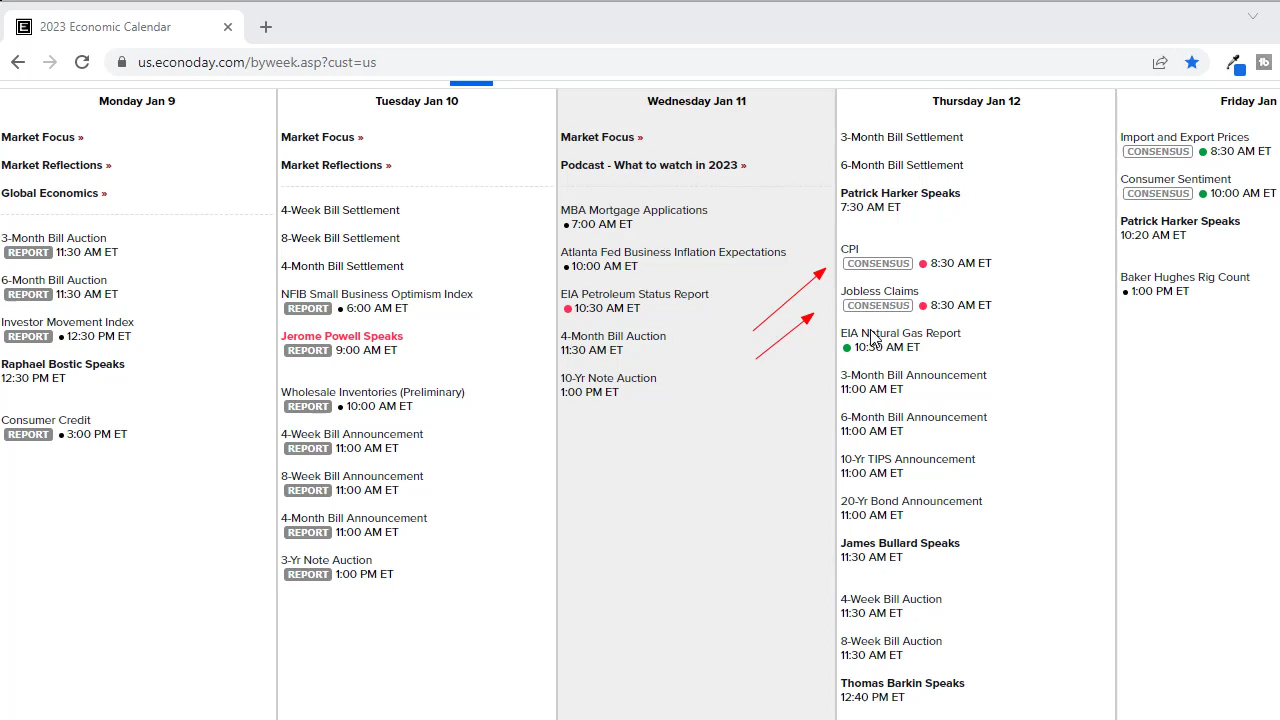 2023 Economic Calendar
us.econoday.com/byweek.asp?cust=us
Monday Jan 9
Market Focus »
Market Reflections »
Global Economics »
3-Month Bill Auction
REPORT 11:30 AM ET
6-Month Bill Auction
REPORT 11:30 AM ET
Investor Movement Index
REPORT 12:30 PM ET
Raphael Bostic Speaks
12:30 PM ET
Consumer Credit
REPORT 3:00 PM ET
Tuesday Jan 10
Market Focus »
Market Reflections »
4-Week Bill Settlement
8-Week Bill Settlement
4-Month Bill Settlement
NFIB Small Business Optimism Index
REPORT 6:00 AM ET
Jerome Powell Speaks
REPORT 9:00 AM ET
Wholesale Inventories (Preliminary)
REPORT 10:00 AM ET
4-Week Bill Announcement
REPORT 11:00 AM ET
8-Week Bill Announcement
REPORT 11:00 AM ET
4-Month Bill Announcement
REPORT 11:00 AM ET
3-Yr Note Auction
REPORT 1:00 PM ET
Wednesday Jan 11
Market Focus »
Podcast - What to watch in 2023 »
MBA Mortgage Applications
7:00 AM ET
Atlanta Fed Business Inflation Expectations
10:00 AM ET
EIA Petroleum Status Report
10:30 AM ET
4-Month Bill Auction
11:30 AM ET
10-Yr Note Auction
1:00 PM ET
Thursday Jan 12
3-Month Bill Settlement
6-Month Bill Settlement
Patrick Harker Speaks
7:30 AM ET
CPI
CONSENSUS 8:30 AM ET
Jobless Claims
CONSENSUS 8:30 AM ET
EIA Natural Gas Report
10:30 AM ET
3-Month Bill Announcement
11:00 AM ET
6-Month Bill Announcement
11:00 AM ET
10-Yr TIPS Announcement
11:00 AM ET
20-Yr Bond Announcement
11:00 AM ET
James Bullard Speaks
11:30 AM ET
4-Week Bill Auction
11:30 AM ET
8-Week Bill Auction
11:30 AM ET
Thomas Barkin Speaks
12:40 PM ET
Friday Jan
Import and Export Prices
CONSENSUS 8:30 AM ET
Consumer Sentiment
CONSENSUS 10:00 AM ET
Patrick Harker Speaks
10:20 AM ET
Baker Hughes Rig Count
1:00 PM ET